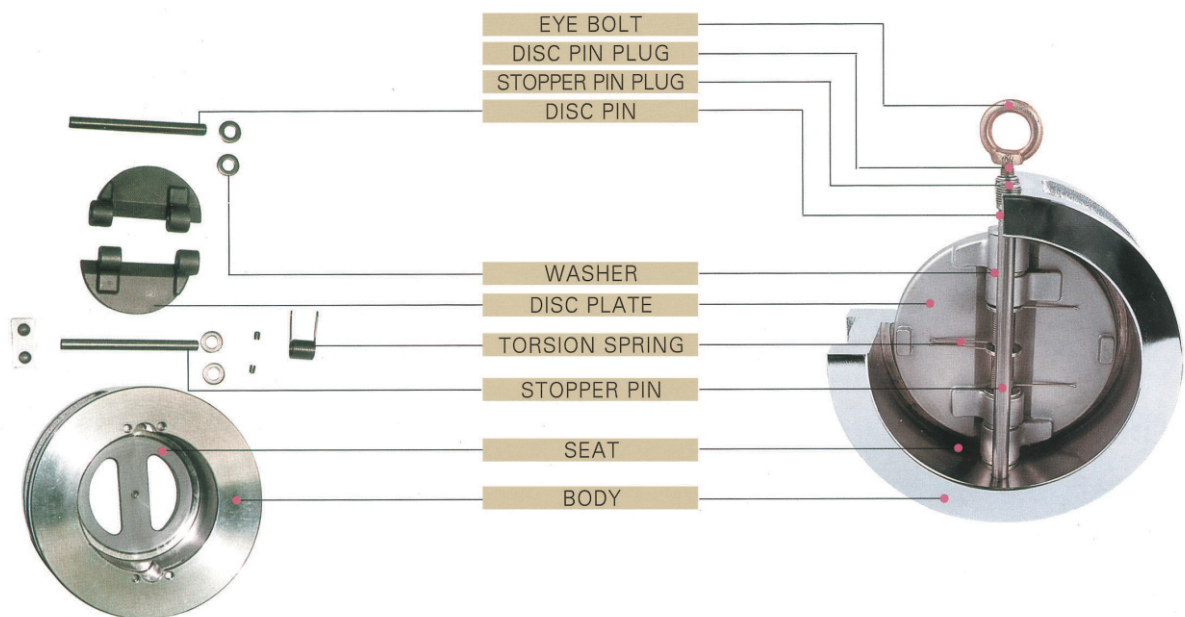 EYE BOLT
DISC PIN PLUG
STOPPER PIN PLUG
DISC PIN
WASHER
DISC PLATE
TORSION SPRING
STOPPER PIN
SEAT
BODY